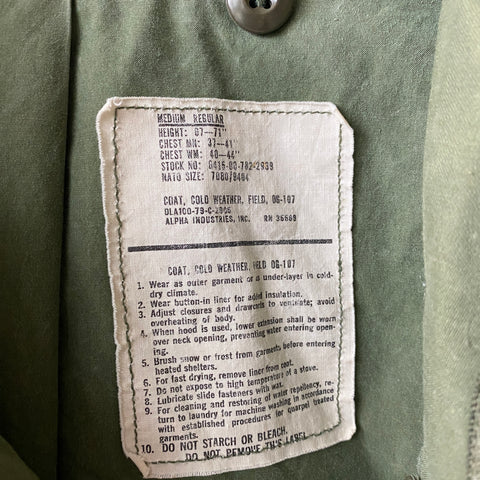 MEDIUM REGULAR
HEIGHT: 67—71"
CHEST MN: 37—41"
CHEST WM: 40—44"
STOCK NO: 8415-00-782-2939
NATO SIZE: 7080/9404
COAT, COLD WEATHER, FIELD, OG-107
DLA100-79-C-2906
ALPHA INDUSTRIES, INC. RN 35669
COAT, COLD WEATHER, FIELD OG-107
1. Wear as outer garment or as under-layer in cold-
dry climate.
2. Wear button-in liner for added insulation.
3. Adjust closures and drawcords to ventilate; avoid
overheating of body.
4. When hood is used, lower extension shall be worn
over neck opening, preventing water entering open-
ing.
5. Brush snow or frost from garments before entering
heated shelters.
6. For fast drying, remove liner from coat.
7. Do not expose to high temperature of a stove.
8. Lubricate slide fasteners with wax.
9. For cleaning and restoring of water repellency, re-
turn to laundry for machine washing in accordance
with established procedures for quarpel treated
garments.
10. DO NOT STARCH OR BLEACH.
DO NOT REMOVE THIS LABEL